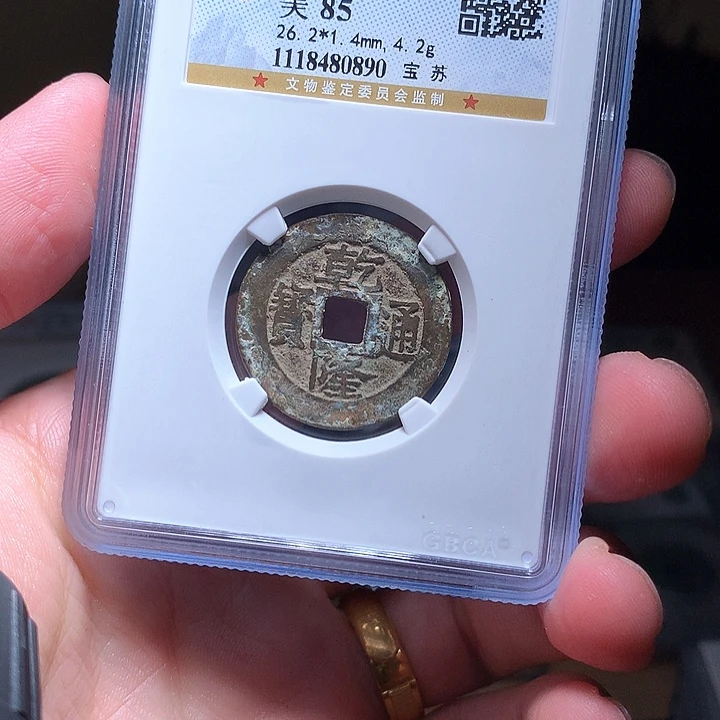 美 85
26.2*1.4mm, 4.2g
1118480890 宝 苏
★ 文物鉴定委员会监制 ★
乾
寳 通
隆
GBCA